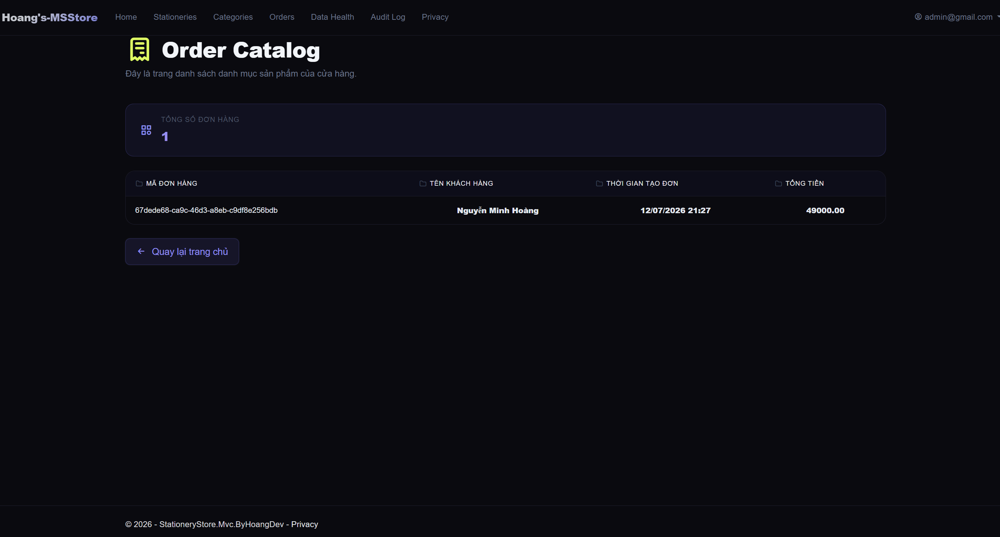 Hoang's-MSStore Home Stationeries Categories Orders Data Health Audit Log Privacy admin@gmail.com
Order Catalog
Đây là trang danh sách danh mục sản phẩm của cửa hàng.
TỔNG SỐ ĐƠN HÀNG
1
MÃ ĐƠN HÀNG TÊN KHÁCH HÀNG THỜI GIAN TẠO ĐƠN TỔNG TIỀN
67dede68-ca9c-46d3-a8eb-c9df8e256bdb Nguyễn Minh Hoàng 12/07/2026 21:27 49000.00
Quay lại trang chủ
© 2026 - StationeryStore.Mvc.ByHoangDev - Privacy